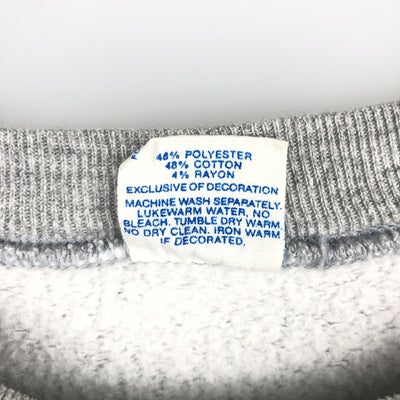 48% POLYESTER
48% COTTON
4% RAYON
EXCLUSIVE OF DECORATION
MACHINE WASH SEPARATELY.
LUKEWARM WATER, NO
BLEACH. TUMBLE DRY WARM.
NO DRY CLEAN. IRON WARM
IF DECORATED.